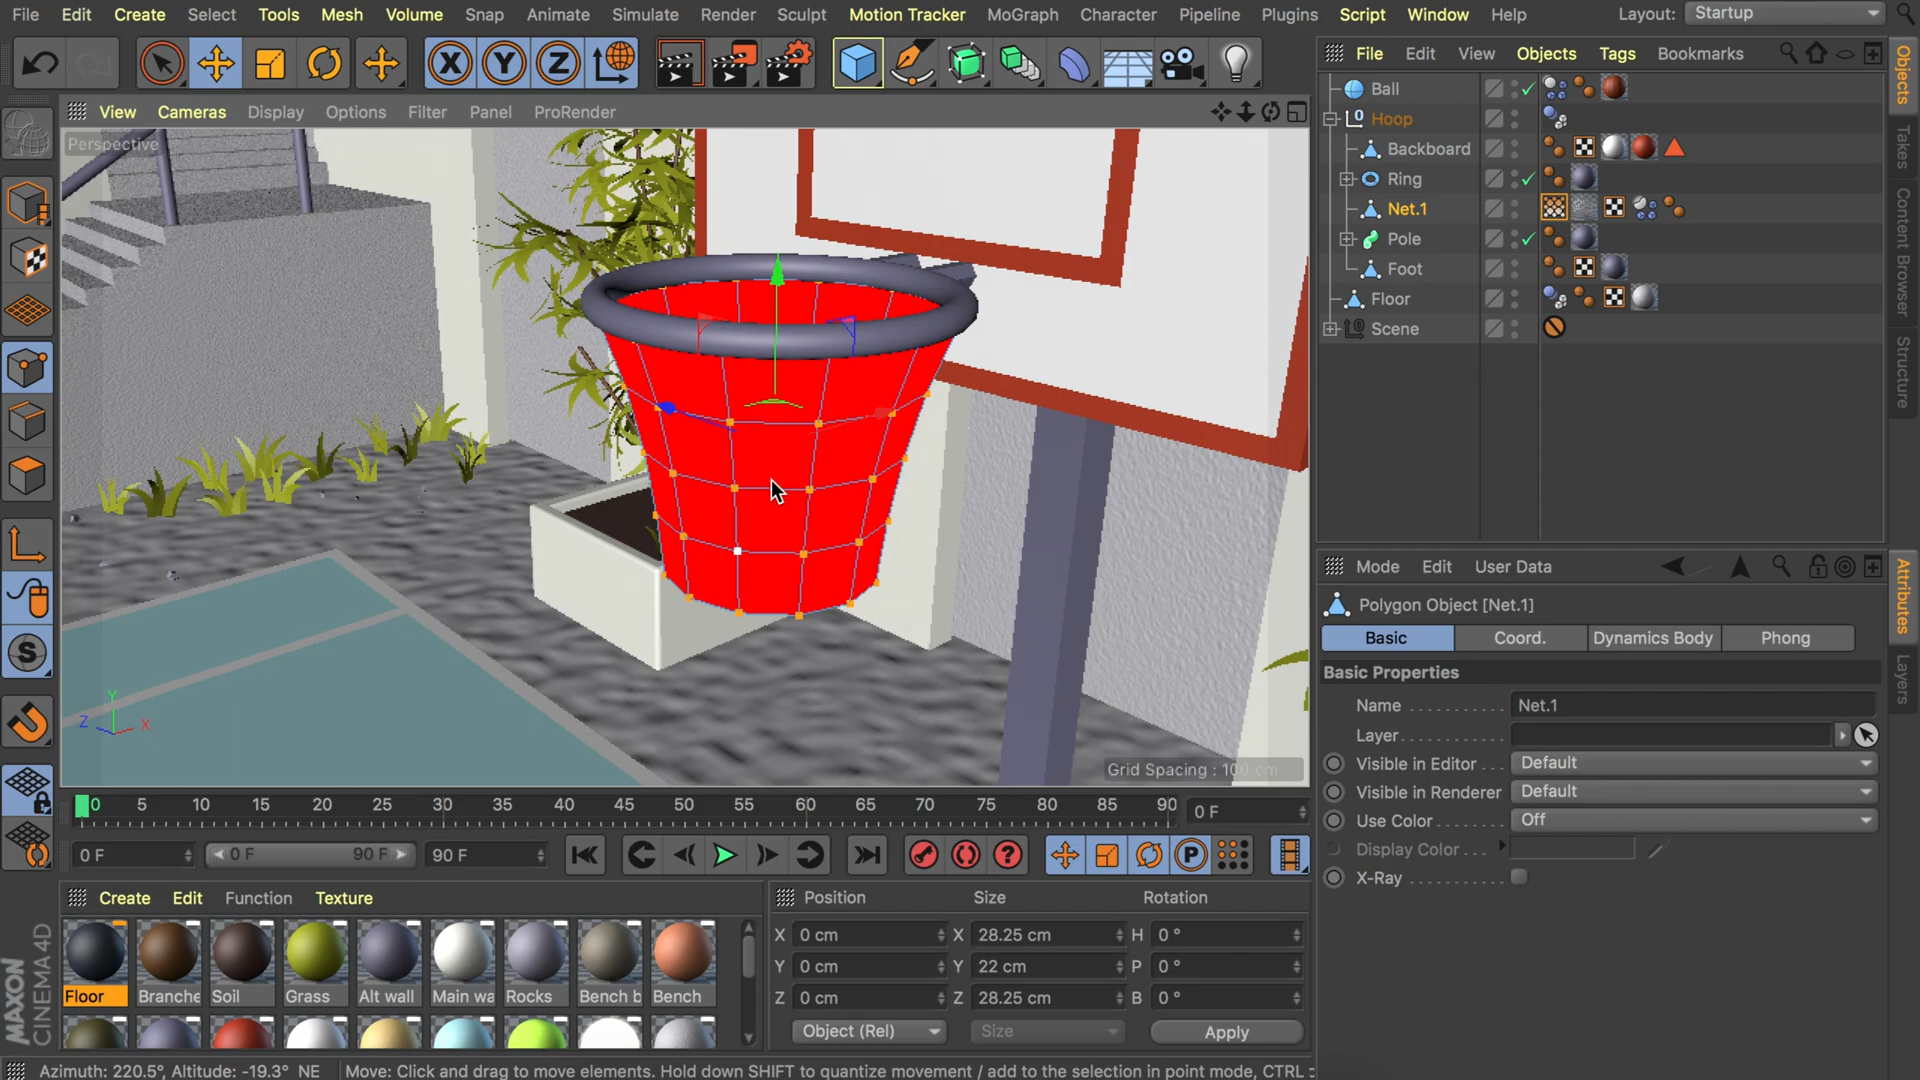 File Edit Create Select Tools Mesh Volume Snap Animate Simulate Render Sculpt Motion Tracker MoGraph Character Pipeline Plugins Script Window Help Layout: Startup
File Edit View Objects Tags Bookmarks
View Cameras Display Options Filter Panel ProRender
Perspective
Ball
Hoop
Backboard
Ring
Net.1
Pole
Foot
Floor
Scene
Objects
Takes
Content Browser
Structure
Grid Spacing : 100 cm
Mode Edit User Data
Polygon Object [Net.1]
Basic Coord. Dynamics Body Phong
Basic Properties
Name Net.1
Layer
Visible in Editor Default
Visible in Renderer Default
Use Color Off
Display Color
X-Ray
Attributes
Layers
Y
Z X
0 5 10 15 20 25 30 35 40 45 50 55 60 65 70 75 80 85 90 0 F
0 F 0 F 90 F 90 F
Create Edit Function Texture
Floor Branche Soil Grass Alt wall Main wa Rocks Bench b Bench
MAXON
CINEMA 4D
Position Size Rotation
X 0 cm X 28.25 cm H 0 °
Y 0 cm Y 22 cm P 0 °
Z 0 cm Z 28.25 cm B 0 °
Object (Rel) Size Apply
Azimuth: 220.5°, Altitude: -19.3° NE Move: Click and drag to move elements. Hold down SHIFT to quantize movement / add to the selection in point mode, CTRL